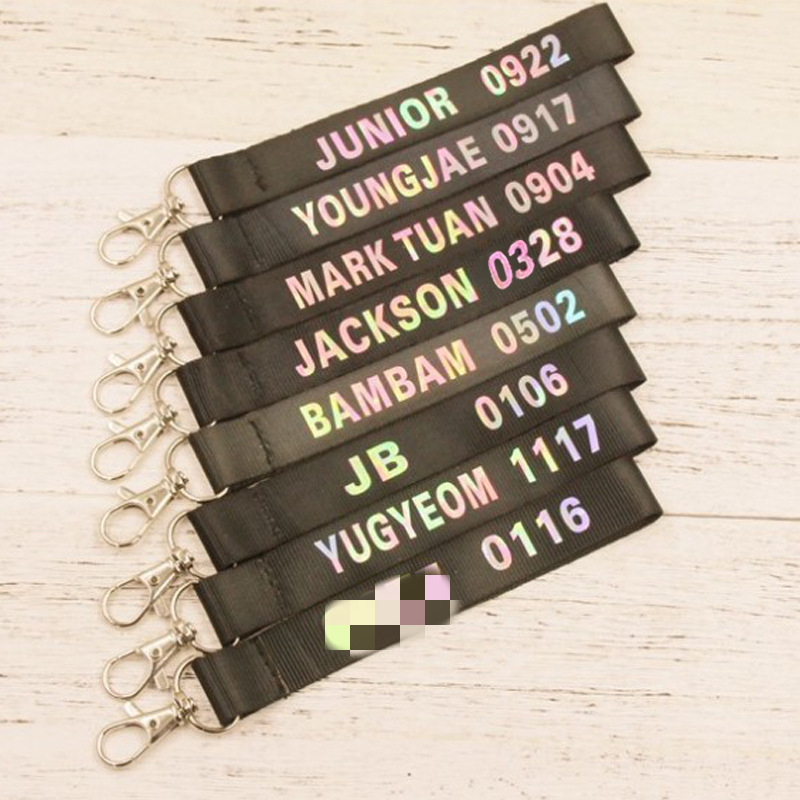 JUNIOR 0922
YOUNGJAE 0917
MARK TUAN 0904
JACKSON 0328
BAMBAM 0502
JB 0106
YUGYEOM 1117
0116